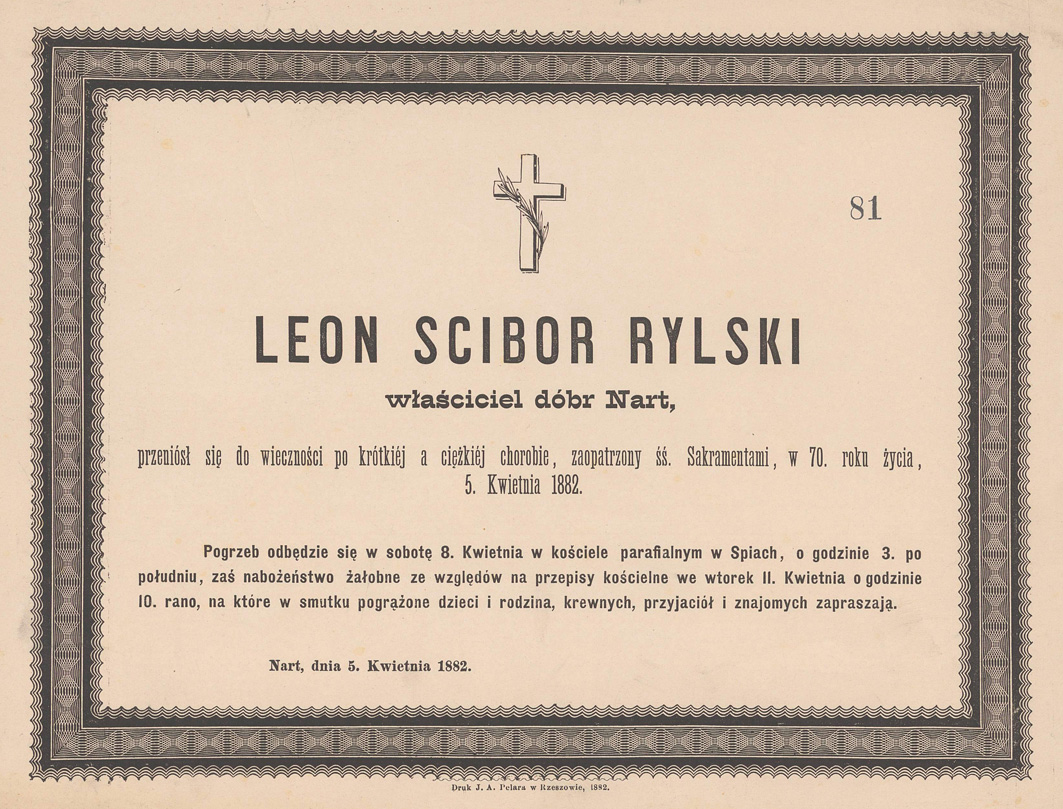 81
LEON SCIBOR RYLSKI
właściciel dóbr Nart,
przeniósł się do wieczności po krótkiéj a ciężkiéj chorobie, zaopatrzony śś. Sakramentami, w 70. roku życia,
5. Kwietnia 1882.
Pogrzeb odbędzie się w sobotę 8. Kwietnia w kościele parafialnym w Spiach, o godzinie 3. po
południu, zaś nabożeństwo żałobne ze względów na przepisy kościelne we wtorek II. Kwietnia o godzinie
IO. rano, na które w smutku pogrążone dzieci i rodzina, krewnych, przyjaciół i znajomych zapraszają.
Nart, dnia 5. Kwietnia 1882.
Druk J. A. Pelara w Rzeszowie, 1882.